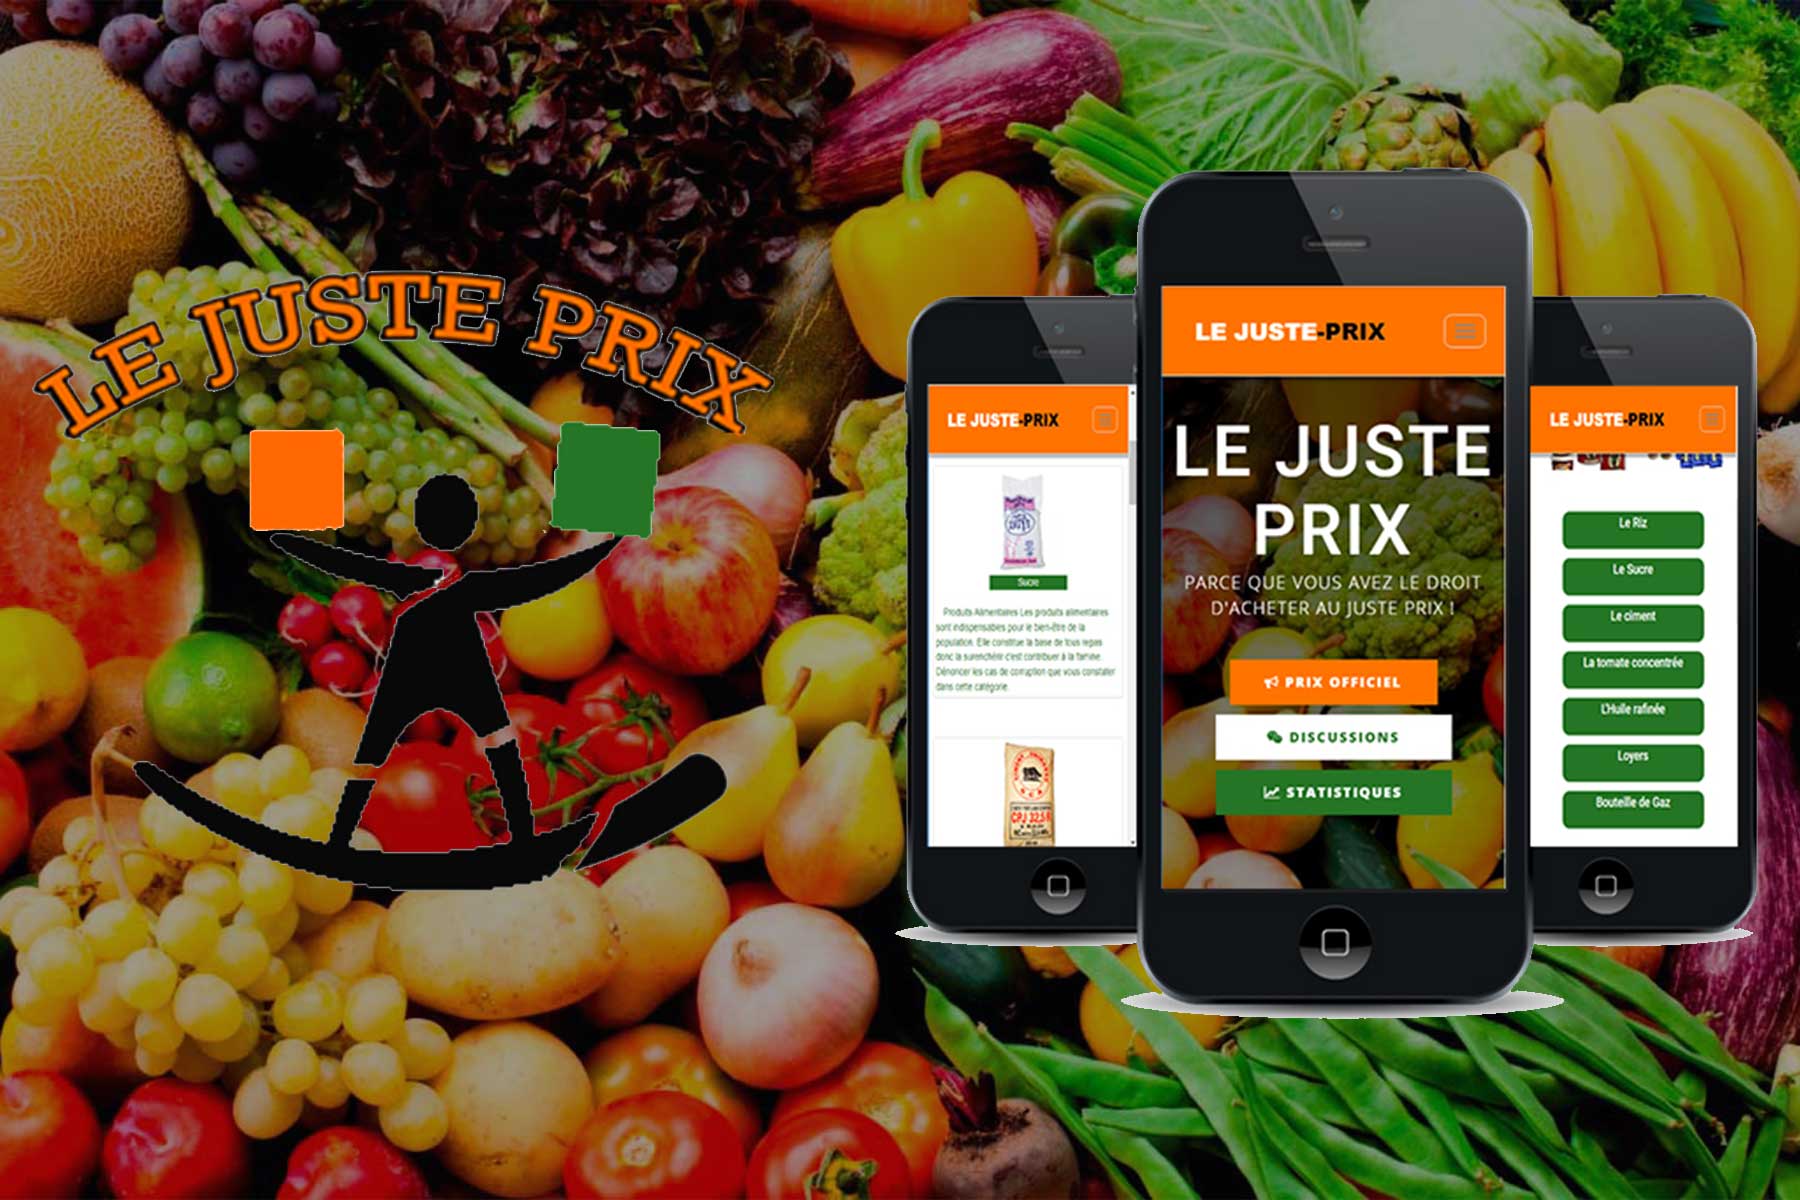 LE JUSTE PRIX
LE JUSTE-PRIX
Sucre
Produits Alimentaires Les produits alimentaires
sont indispensables pour le bien-être de la
population. Elle constitue la base de tous repas
donc la surenchérir c'est contribuer à la famine.
Dénoncer les cas de corruption que vous constater
dans cette catégorie.
CPJ 32,5R
LE JUSTE-PRIX
LE JUSTE
PRIX
PARCE QUE VOUS AVEZ LE DROIT
D'ACHETER AU JUSTE PRIX !
PRIX OFFICIEL
DISCUSSIONS
STATISTIQUES
LE JUSTE-PRIX
Le Riz
Le Sucre
Le ciment
La tomate concentrée
L'Huile rafinée
Loyers
Bouteille de Gaz